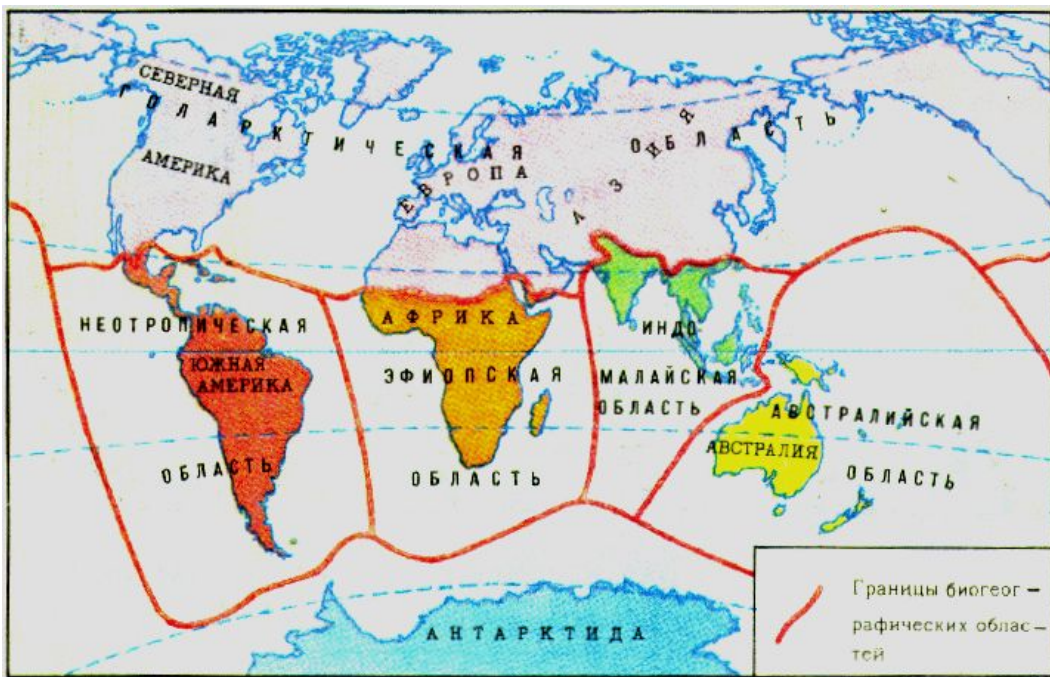 СЕВЕРНАЯ
ГОЛАРКТИЧЕСКАЯ ОБЛАСТЬ
АМЕРИКА
ЕВРОПА
АЗИЯ
НЕОТРОПИЧЕСКАЯ
АФРИКА
ИНДО
ЮЖНАЯ
АМЕРИКА
ЭФИОПСКАЯ
МАЛАЙСКАЯ
ОБЛАСТЬ
АВСТРАЛИЙСКАЯ
АВСТРАЛИЯ
ОБЛАСТЬ
ОБЛАСТЬ
ОБЛАСТЬ
АНТАРКТИДА
Границы биогеог –
рафических облас–
тей